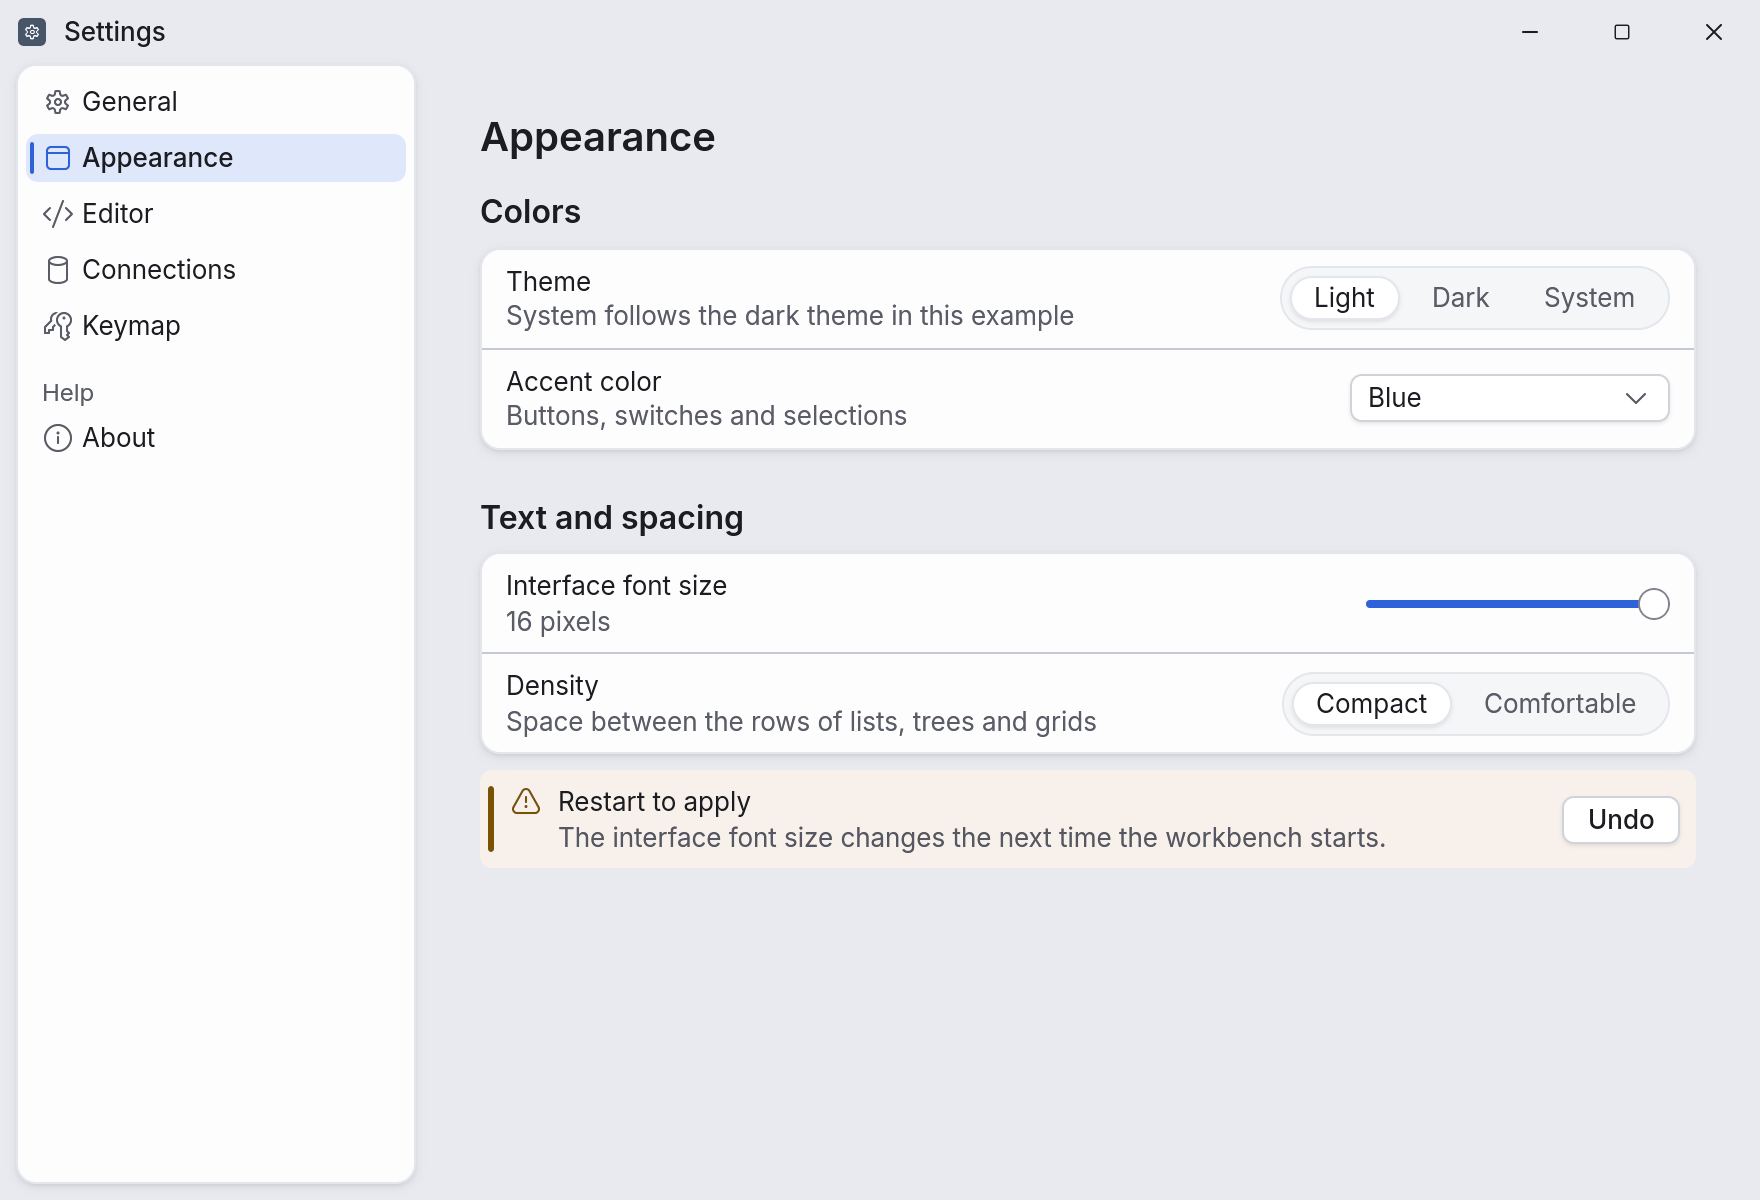 Settings
General
Appearance
Editor
Connections
Keymap
Help
About
Appearance
Colors
Theme
System follows the dark theme in this example
Light Dark System
Accent color
Buttons, switches and selections
Blue
Text and spacing
Interface font size
16 pixels
Density
Space between the rows of lists, trees and grids
Compact Comfortable
Restart to apply
The interface font size changes the next time the workbench starts.
Undo